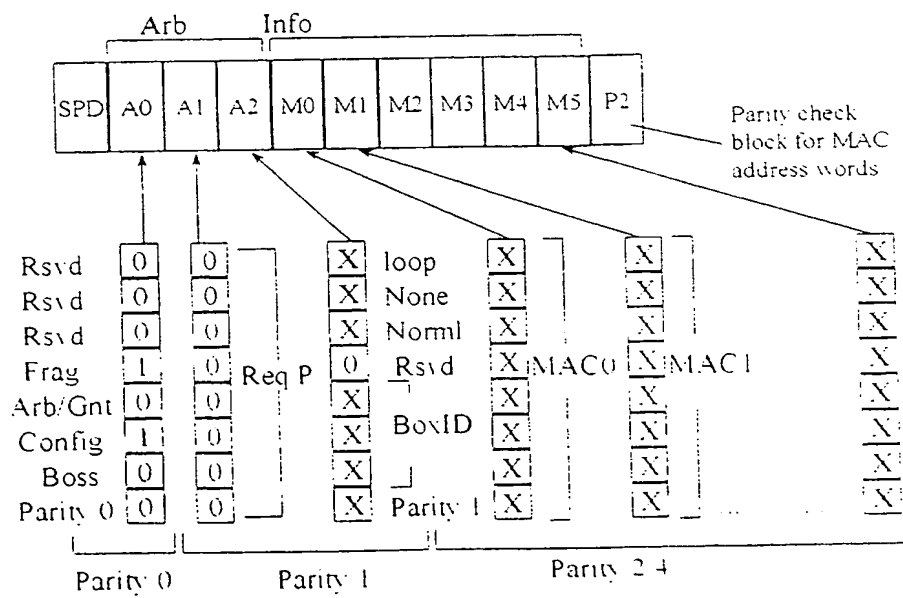 Arb Info
SPD A0 A1 A2 M0 M1 M2 M3 M4 M5 P2
Parity check
block for MAC
address words
Rsvd 0 0 X loop X X X
Rsvd 0 0 X None X X X
Rsvd 0 0 X Norml X X X
Frag 1 0 Req P 0 Rsvd X MAC0 X MAC1 X
Arb/Gnt 0 0 X X X X
Config 1 0 X BoxID X X X
Boss 0 0 X X X X
Parity 0 0 0 X Parity 1 X X X
Parity 0 Parity 1 Parity 2-4